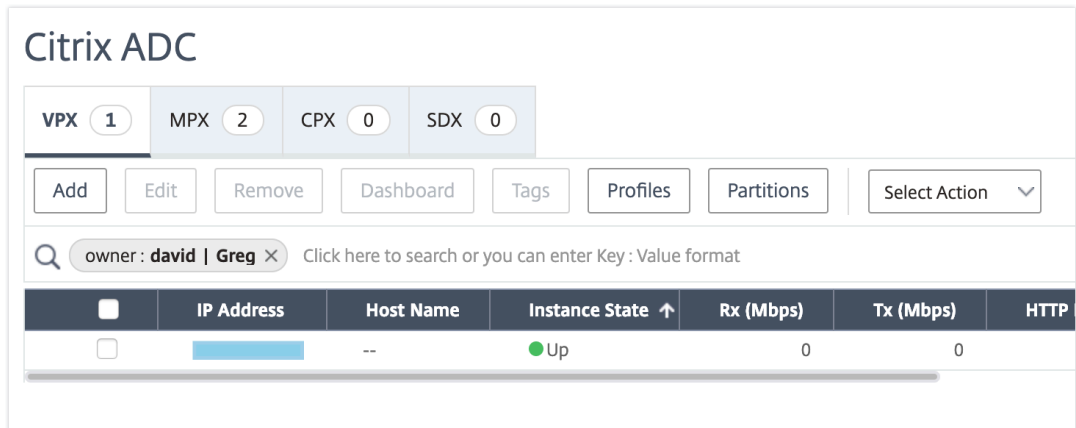 Citrix ADC
VPX 1 MPX 2 CPX 0 SDX 0
Add Edit Remove Dashboard Tags Profiles Partitions Select Action
owner : david | Greg × Click here to search or you can enter Key : Value format
IP Address Host Name Instance State ↑ Rx (Mbps) Tx (Mbps) HTTP
-- Up 0 0